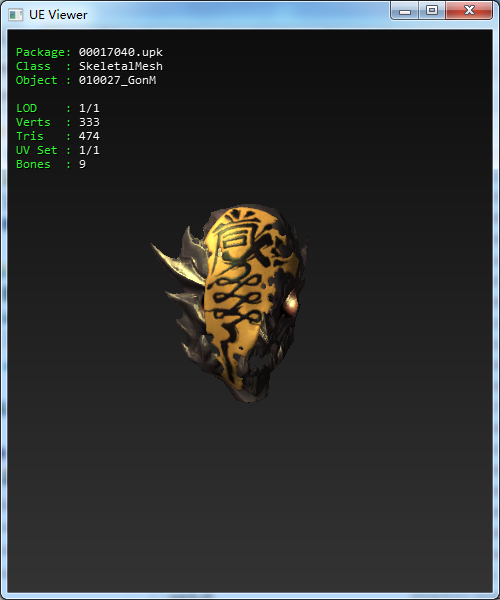 UE Viewer
Package: 00017040.upk
Class : SkeletalMesh
Object : 010027_GonM
LOD : 1/1
Verts : 333
Tris : 474
UV Set : 1/1
Bones : 9